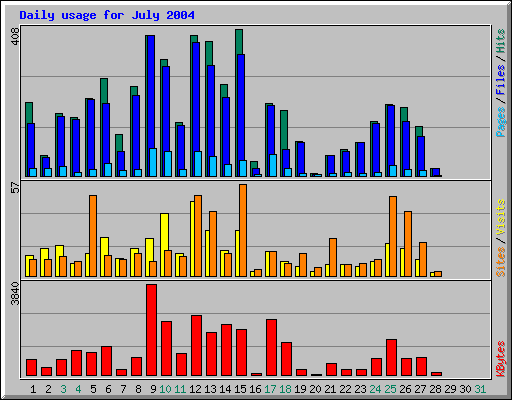 Daily usage for July 2004
408
Pages / Files / Hits
57
Sites / Visits
3840
KBytes
1 2 3 4 5 6 7 8 9 10 11 12 13 14 15 16 17 18 19 20 21 22 23 24 25 26 27 28 29 30 31